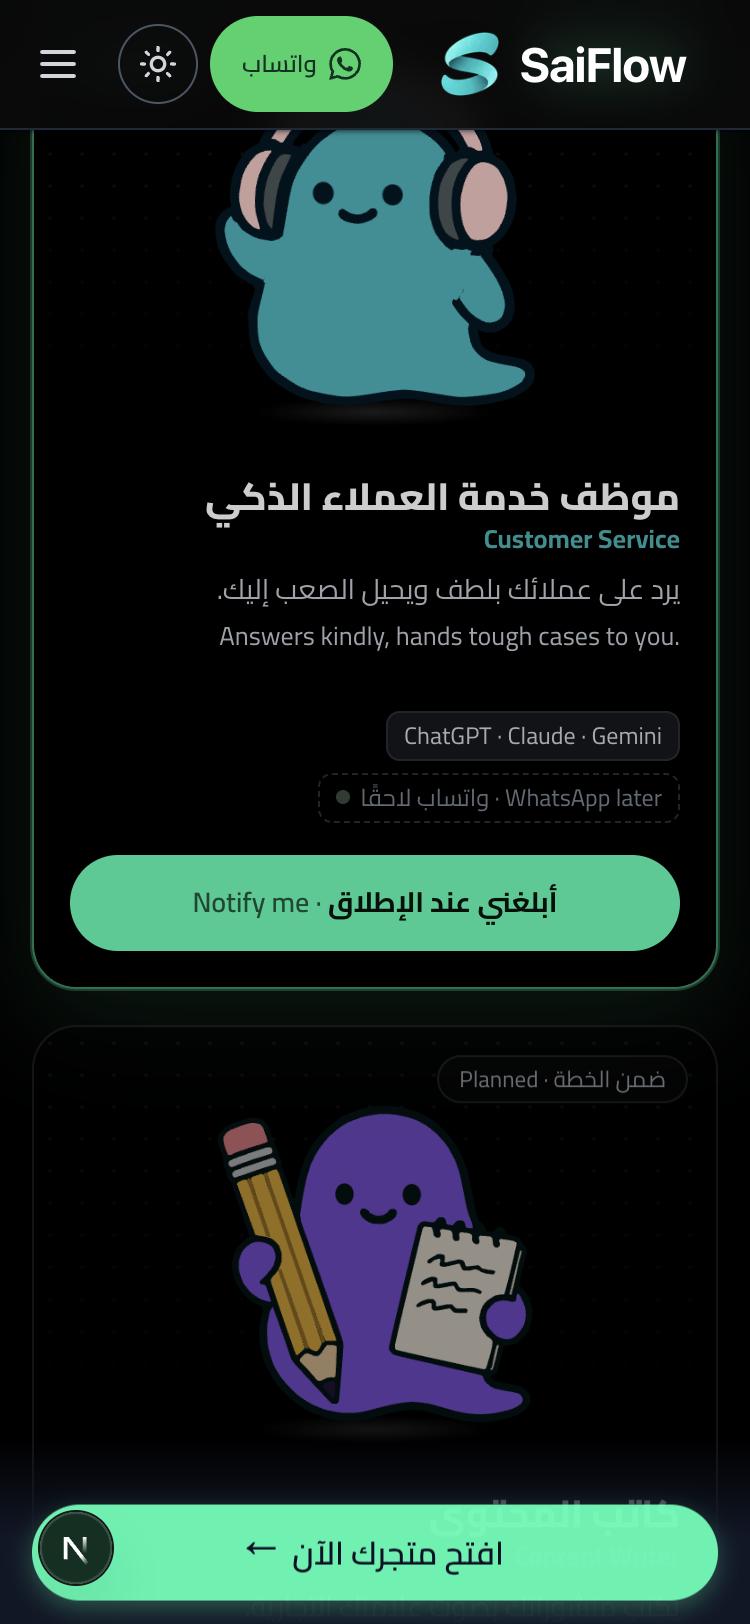 SaiFlow
واتساب
موظف خدمة العملاء الذكي
Customer Service
يرد على عملائك بلطف ويحيل الصعب إليك.
Answers kindly, hands tough cases to you.
ChatGPT · Claude · Gemini
واتساب لاحقًا · WhatsApp later
أبلغني عند الإطلاق · Notify me
ضمن الخطة · Planned
كاتب المحتوى
افتح متجرك الآن ←
N